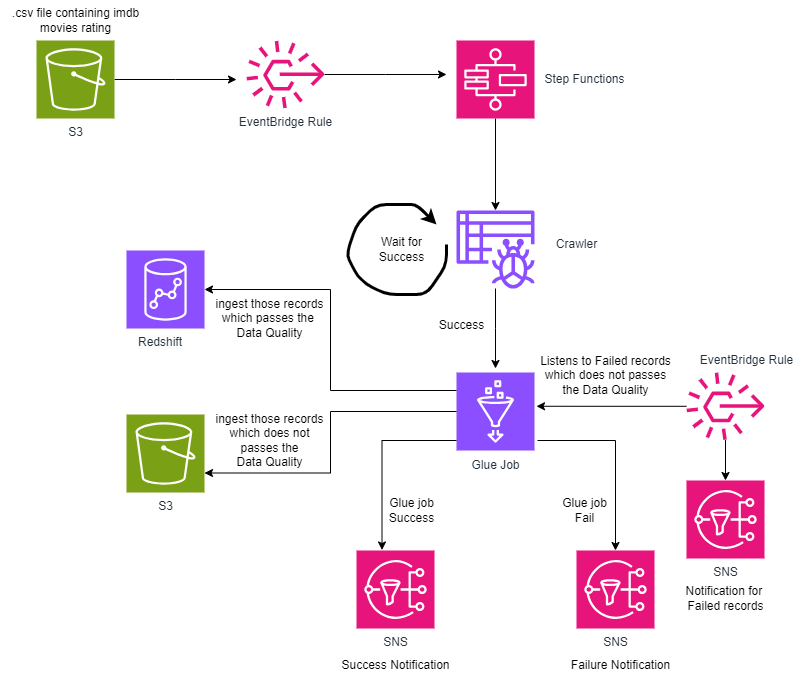 .csv file containing imdb
movies rating
S3
EventBridge Rule
Step Functions
Wait for
Success
Crawler
Redshift
ingest those records
which passes the
Data Quality
Success
Listens to Failed records
which does not passes
the Data Quality
EventBridge Rule
ingest those records
which does not
passes the
Data Quality
S3
Glue Job
Glue job
Success
Glue job
Fail
SNS
Notification for
Failed records
SNS
Success Notification
SNS
Failure Notification